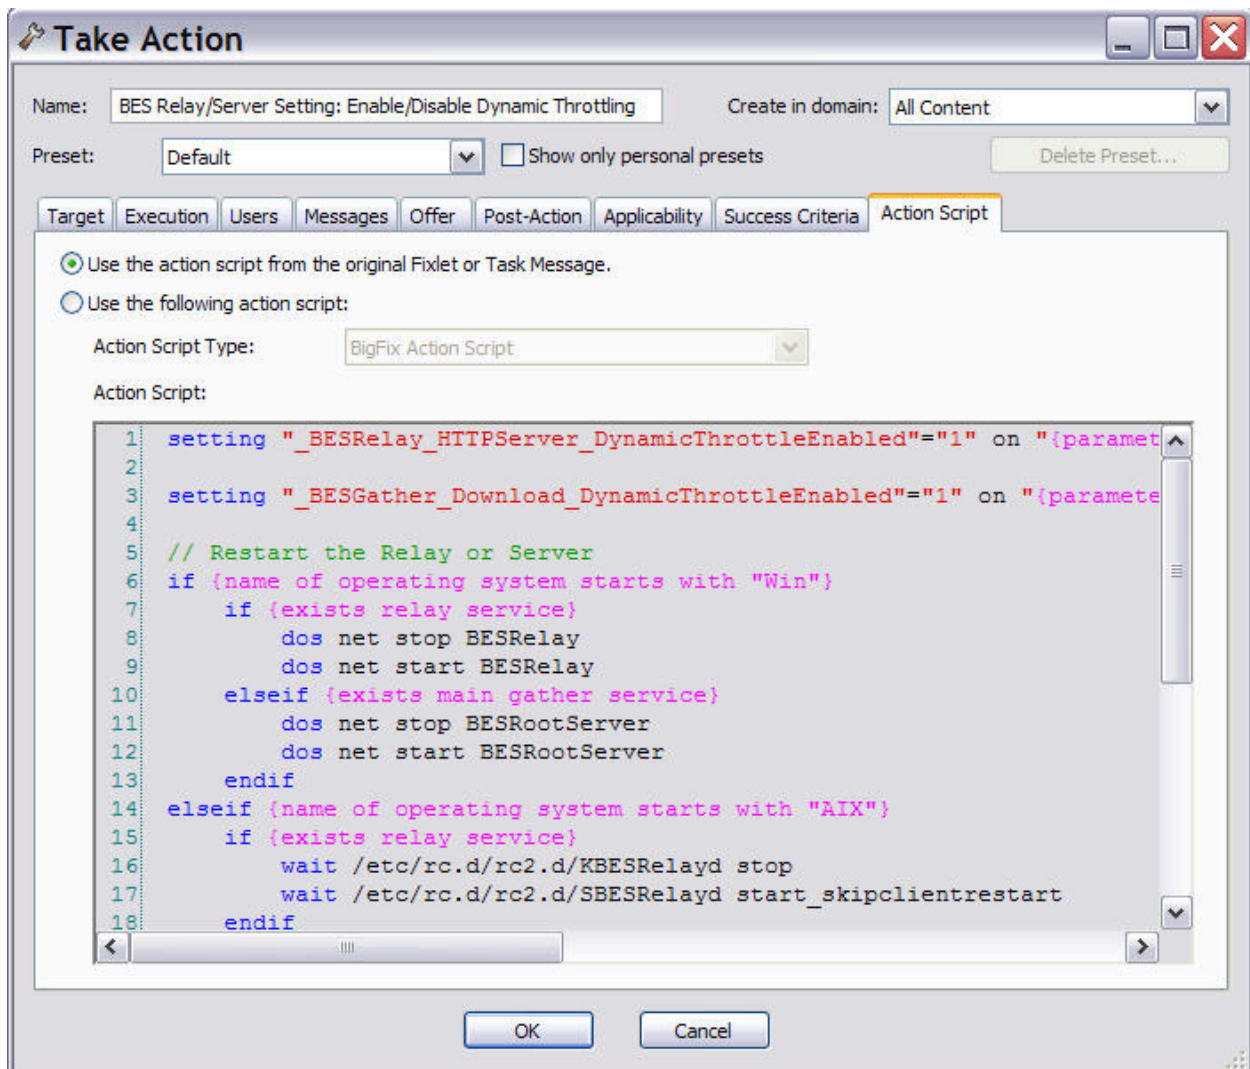 Take Action
Name: BES Relay/Server Setting: Enable/Disable Dynamic Throttling Create in domain: All Content
Preset: Default Show only personal presets Delete Preset...
Target Execution Users Messages Offer Post-Action Applicability Success Criteria Action Script
Use the action script from the original Fixlet or Task Message.
Use the following action script:
Action Script Type: BigFix Action Script
Action Script:
1 setting "_BESRelay_HTTPServer_DynamicThrottleEnabled"="1" on "{paramet
2
3 setting "_BESGather_Download_DynamicThrottleEnabled"="1" on "{paramete
4
5 // Restart the Relay or Server
6 if {name of operating system starts with "Win"}
7 if {exists relay service}
8 dos net stop BESRelay
9 dos net start BESRelay
10 elseif {exists main gather service}
11 dos net stop BESRootServer
12 dos net start BESRootServer
13 endif
14 elseif {name of operating system starts with "AIX"}
15 if {exists relay service}
16 wait /etc/rc.d/rc2.d/KBESRelayd stop
17 wait /etc/rc.d/rc2.d/SBESRelayd start_skipclientrestart
18 endif
OK Cancel